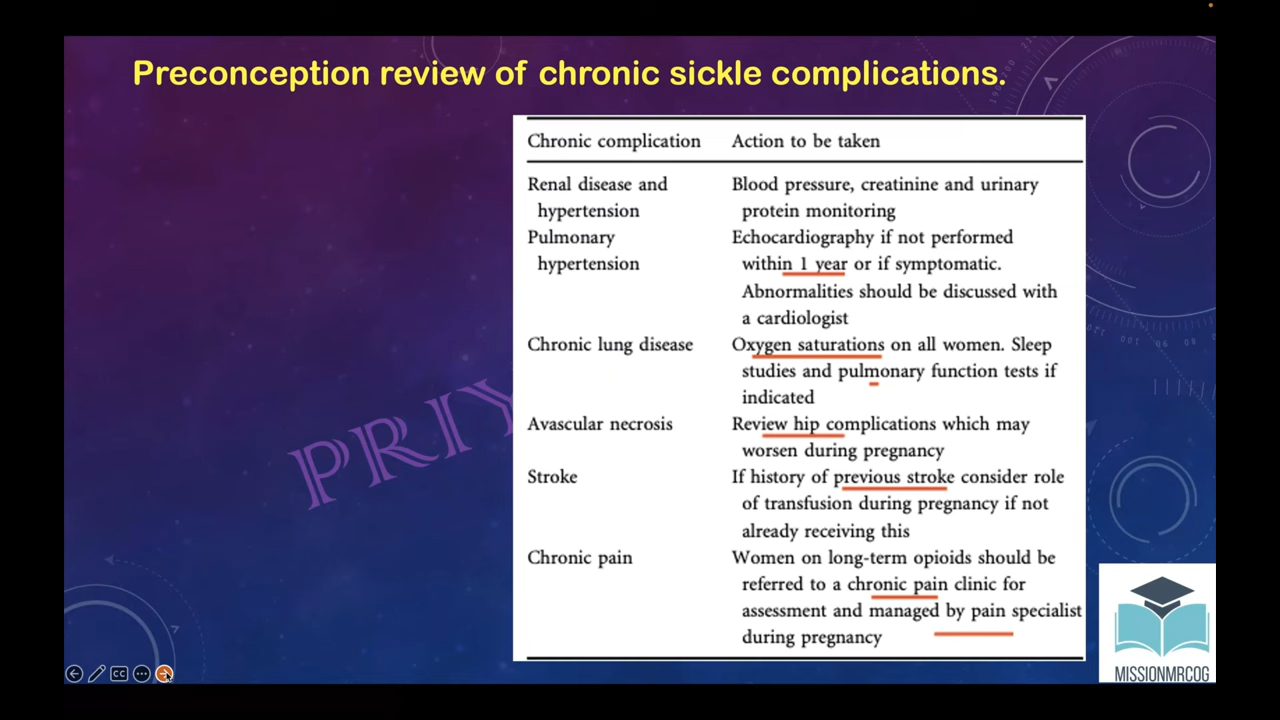 Preconception review of chronic sickle complications.
Chronic complication Action to be taken
Renal disease and Blood pressure, creatinine and urinary
hypertension protein monitoring
Pulmonary Echocardiography if not performed
hypertension within 1 year or if symptomatic.
Abnormalities should be discussed with
a cardiologist
Chronic lung disease Oxygen saturations on all women. Sleep
studies and pulmonary function tests if
indicated
Avascular necrosis Review hip complications which may
worsen during pregnancy
Stroke If history of previous stroke consider role
of transfusion during pregnancy if not
already receiving this
Chronic pain Women on long-term opioids should be
referred to a chronic pain clinic for
assessment and managed by pain specialist
during pregnancy
PRIY
CC
MISSIONMRCOG